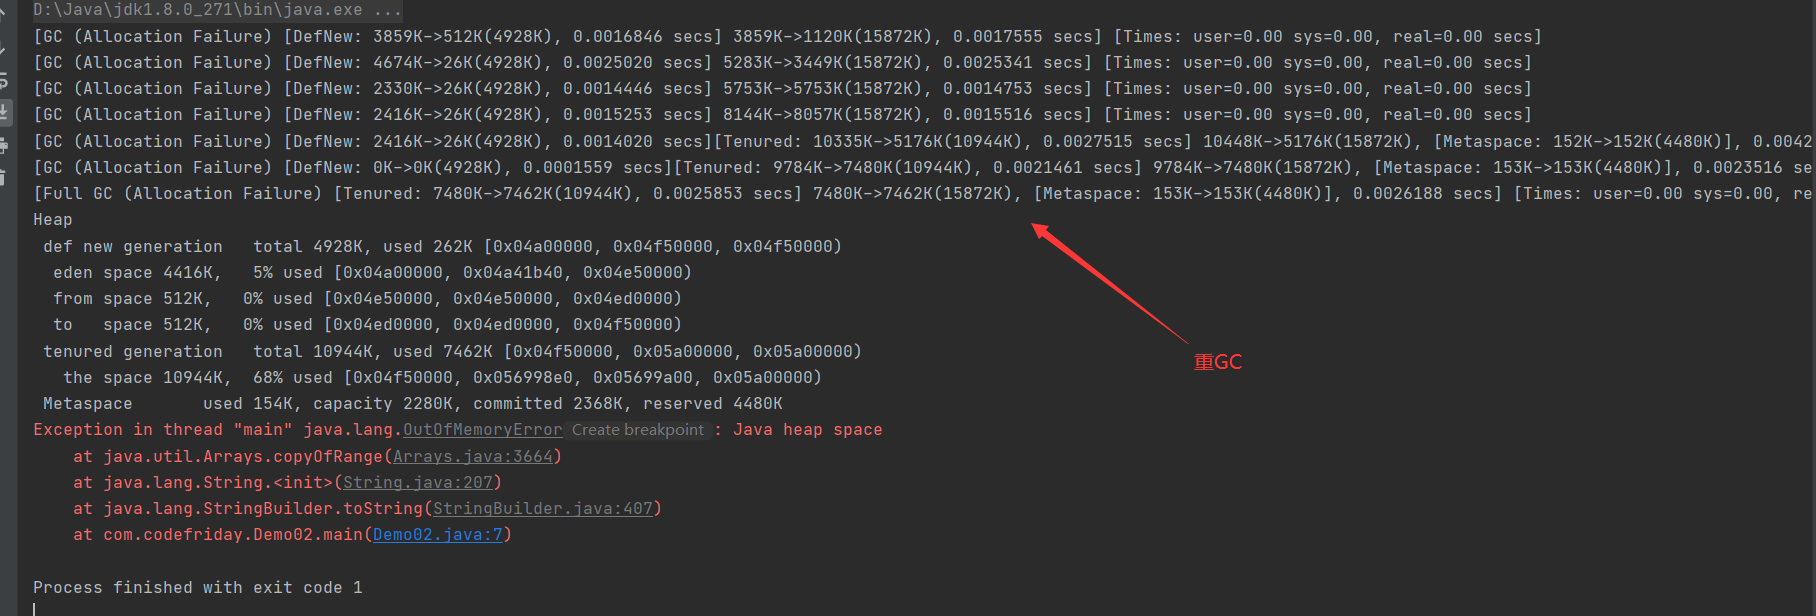 D:\Java\jdk1.8.0_271\bin\java.exe ...
[GC (Allocation Failure) [DefNew: 3859K->512K(4928K), 0.0016846 secs] 3859K->1120K(15872K), 0.0017555 secs] [Times: user=0.00 sys=0.00, real=0.00 secs]
[GC (Allocation Failure) [DefNew: 4674K->26K(4928K), 0.0025020 secs] 5283K->3449K(15872K), 0.0025341 secs] [Times: user=0.00 sys=0.00, real=0.00 secs]
[GC (Allocation Failure) [DefNew: 2330K->26K(4928K), 0.0014446 secs] 5753K->5753K(15872K), 0.0014753 secs] [Times: user=0.00 sys=0.00, real=0.00 secs]
[GC (Allocation Failure) [DefNew: 2416K->26K(4928K), 0.0015253 secs] 8144K->8057K(15872K), 0.0015516 secs] [Times: user=0.00 sys=0.00, real=0.00 secs]
[GC (Allocation Failure) [DefNew: 2416K->26K(4928K), 0.0014020 secs][Tenured: 10335K->5176K(10944K), 0.0027515 secs] 10448K->5176K(15872K), [Metaspace: 152K->152K(4480K)], 0.0042
[GC (Allocation Failure) [DefNew: 0K->0K(4928K), 0.0001559 secs][Tenured: 9784K->7480K(10944K), 0.0021461 secs] 9784K->7480K(15872K), [Metaspace: 153K->153K(4480K)], 0.0023516 se
[Full GC (Allocation Failure) [Tenured: 7480K->7462K(10944K), 0.0025853 secs] 7480K->7462K(15872K), [Metaspace: 153K->153K(4480K)], 0.0026188 secs] [Times: user=0.00 sys=0.00, re
Heap
def new generation   total 4928K, used 262K [0x04a00000, 0x04f50000, 0x04f50000)
eden space 4416K,   5% used [0x04a00000, 0x04a41b40, 0x04e50000)
from space 512K,   0% used [0x04e50000, 0x04e50000, 0x04ed0000)
to   space 512K,   0% used [0x04ed0000, 0x04ed0000, 0x04f50000)
tenured generation   total 10944K, used 7462K [0x04f50000, 0x05a00000, 0x05a00000)
the space 10944K,  68% used [0x04f50000, 0x056998e0, 0x05699a00, 0x05a00000)
重GC
Metaspace       used 154K, capacity 2280K, committed 2368K, reserved 4480K
Exception in thread "main" java.lang.OutOfMemoryError Create breakpoint : Java heap space
at java.util.Arrays.copyOfRange(Arrays.java:3664)
at java.lang.String.<init>(String.java:207)
at java.lang.StringBuilder.toString(StringBuilder.java:407)
at com.codefriday.Demo02.main(Demo02.java:7)
Process finished with exit code 1